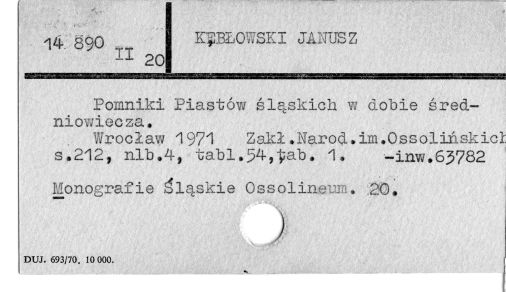 14 890 II 20
KĘBŁOWSKI JANUSZ
Pomniki Piastów śląskich w dobie śred-
niowiecza.
Wrocław 1971 Zakł.Narod.im.Ossolińskich
s.212, nlb.4, tabl.54,tab. 1. -inw.63782
Monografie Śląskie Ossolineum. 20.
DUJ. 693/70, 10 000.